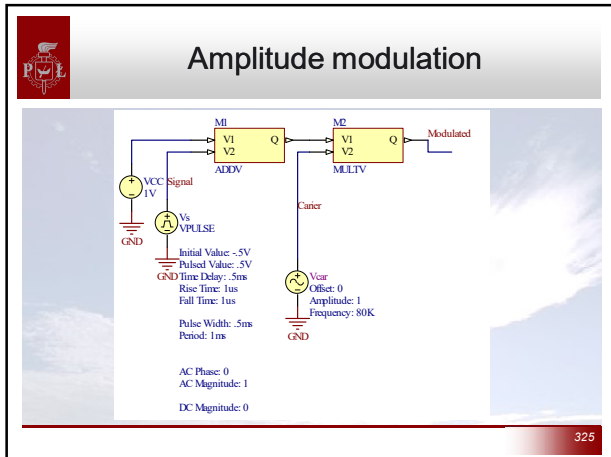 Amplitude modulation
P Ł
M1
V1 Q
V2
ADDV
M2
V1 Q
V2
MULTV
Modulated
VCC Signal
1V
GND
Vs
VPULSE
GND
Initial Value: -.5V
Pulsed Value: .5V
Time Delay: .5ms
Rise Time: 1us
Fall Time: 1us
Pulse Width: .5ms
Period: 1ms
AC Phase: 0
AC Magnitude: 1
DC Magnitude: 0
Carier
Vcar
Offset: 0
Amplitude: 1
Frequency: 80K
GND
325